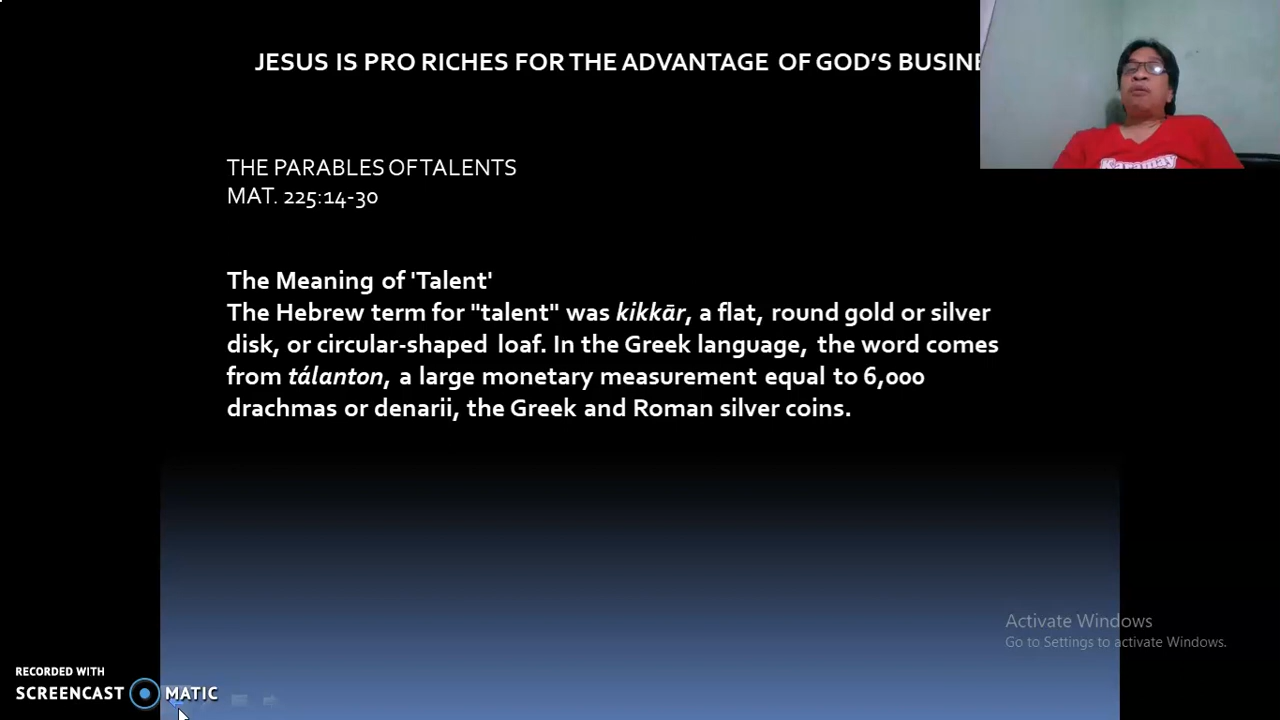 JESUS IS PRO RICHES FOR THE ADVANTAGE OF GOD’S BUSINE
THE PARABLES OF TALENTS
MAT. 225:14-30
The Meaning of 'Talent'
The Hebrew term for "talent" was kikkār, a flat, round gold or silver
disk, or circular-shaped loaf. In the Greek language, the word comes
from tálanton, a large monetary measurement equal to 6,000
drachmas or denarii, the Greek and Roman silver coins.
Karamay
Activate Windows
Go to Settings to activate Windows.
RECORDED WITH
SCREENCAST MATIC